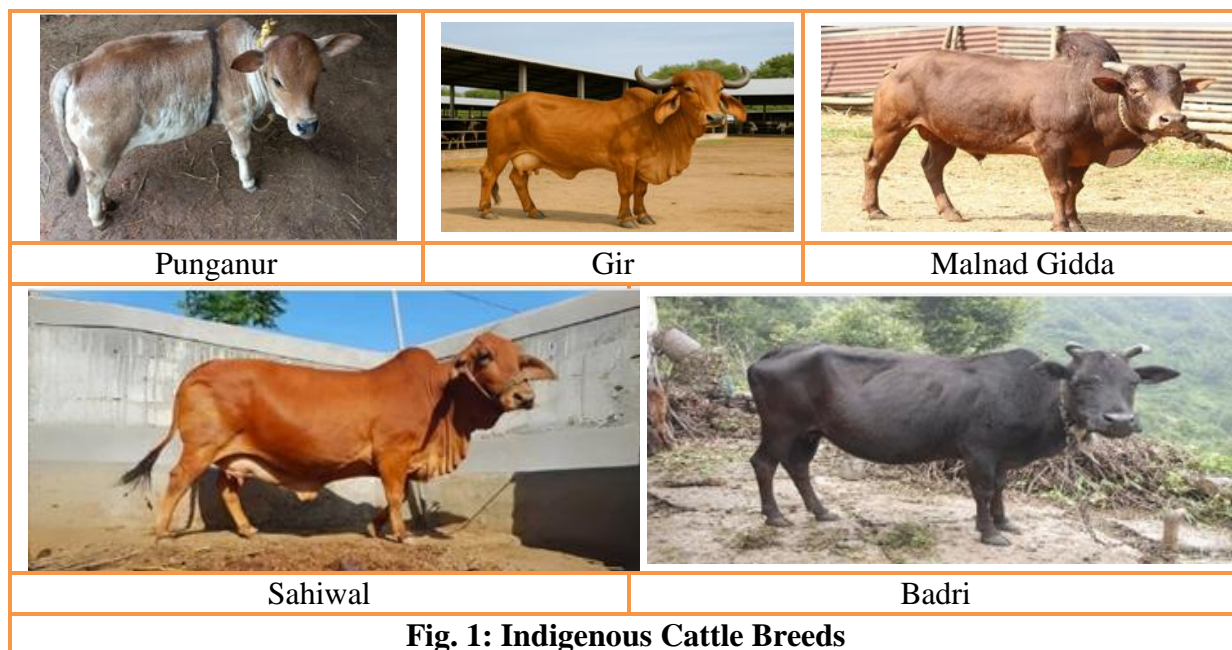 Punganur
Gir
Malnad Gidda
Sahiwal
Badri
Fig. 1: Indigenous Cattle Breeds